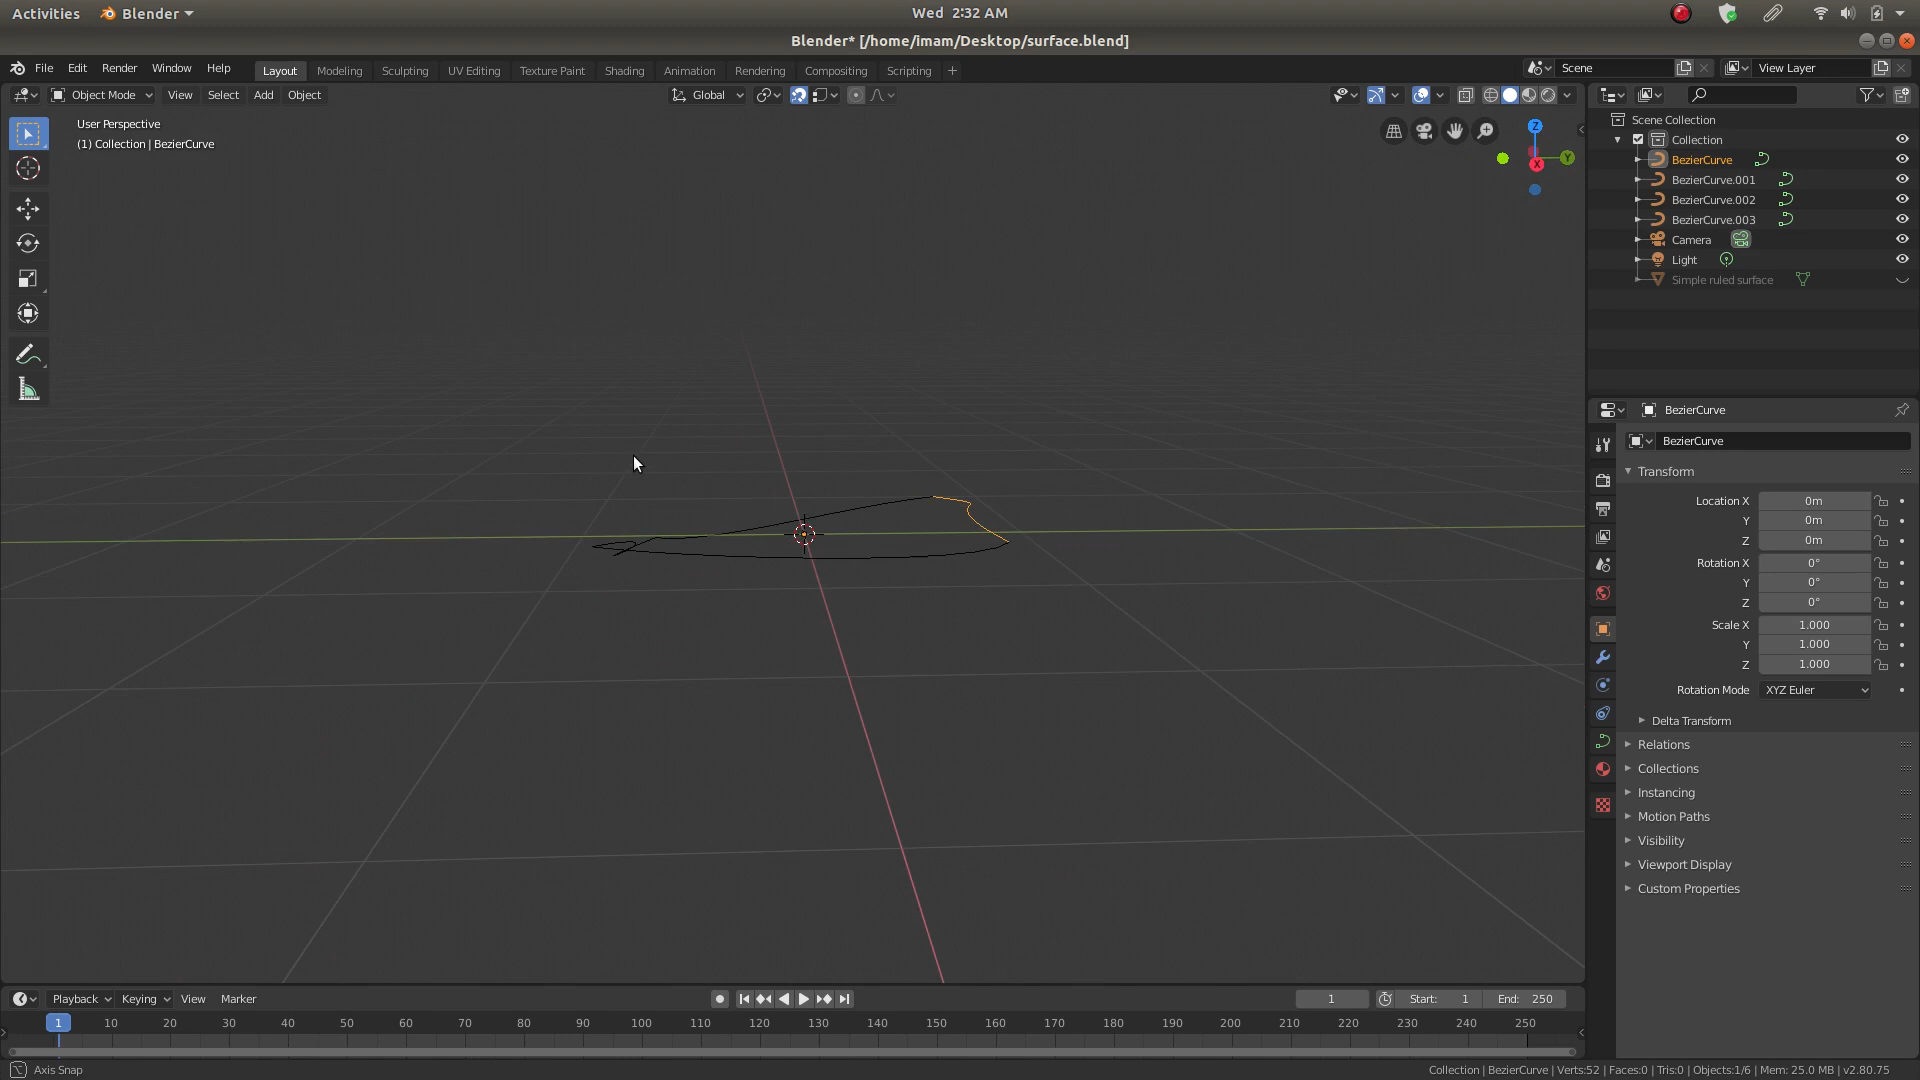 Activities Blender Wed 2:32 AM
Blender* [/home/imam/Desktop/surface.blend]
File Edit Render Window Help Layout Modeling Sculpting UV Editing Texture Paint Shading Animation Rendering Compositing Scripting + Scene View Layer
Object Mode View Select Add Object Global
User Perspective
(1) Collection | BezierCurve
Z
Y
X
Scene Collection
Collection
BezierCurve
BezierCurve.001
BezierCurve.002
BezierCurve.003
Camera
Light
Simple ruled surface
BezierCurve
BezierCurve
Transform
Location X 0m
Y 0m
Z 0m
Rotation X 0°
Y 0°
Z 0°
Scale X 1.000
Y 1.000
Z 1.000
Rotation Mode XYZ Euler
Delta Transform
Relations
Collections
Instancing
Motion Paths
Visibility
Viewport Display
Custom Properties
Playback Keying View Marker 1 Start: 1 End: 250
1 10 20 30 40 50 60 70 80 90 100 110 120 130 140 150 160 170 180 190 200 210 220 230 240 250
Axis Snap
Collection | BezierCurve | Verts:52 | Faces:0 | Tris:0 | Objects:1/6 | Mem: 25.0 MB | v2.80.75